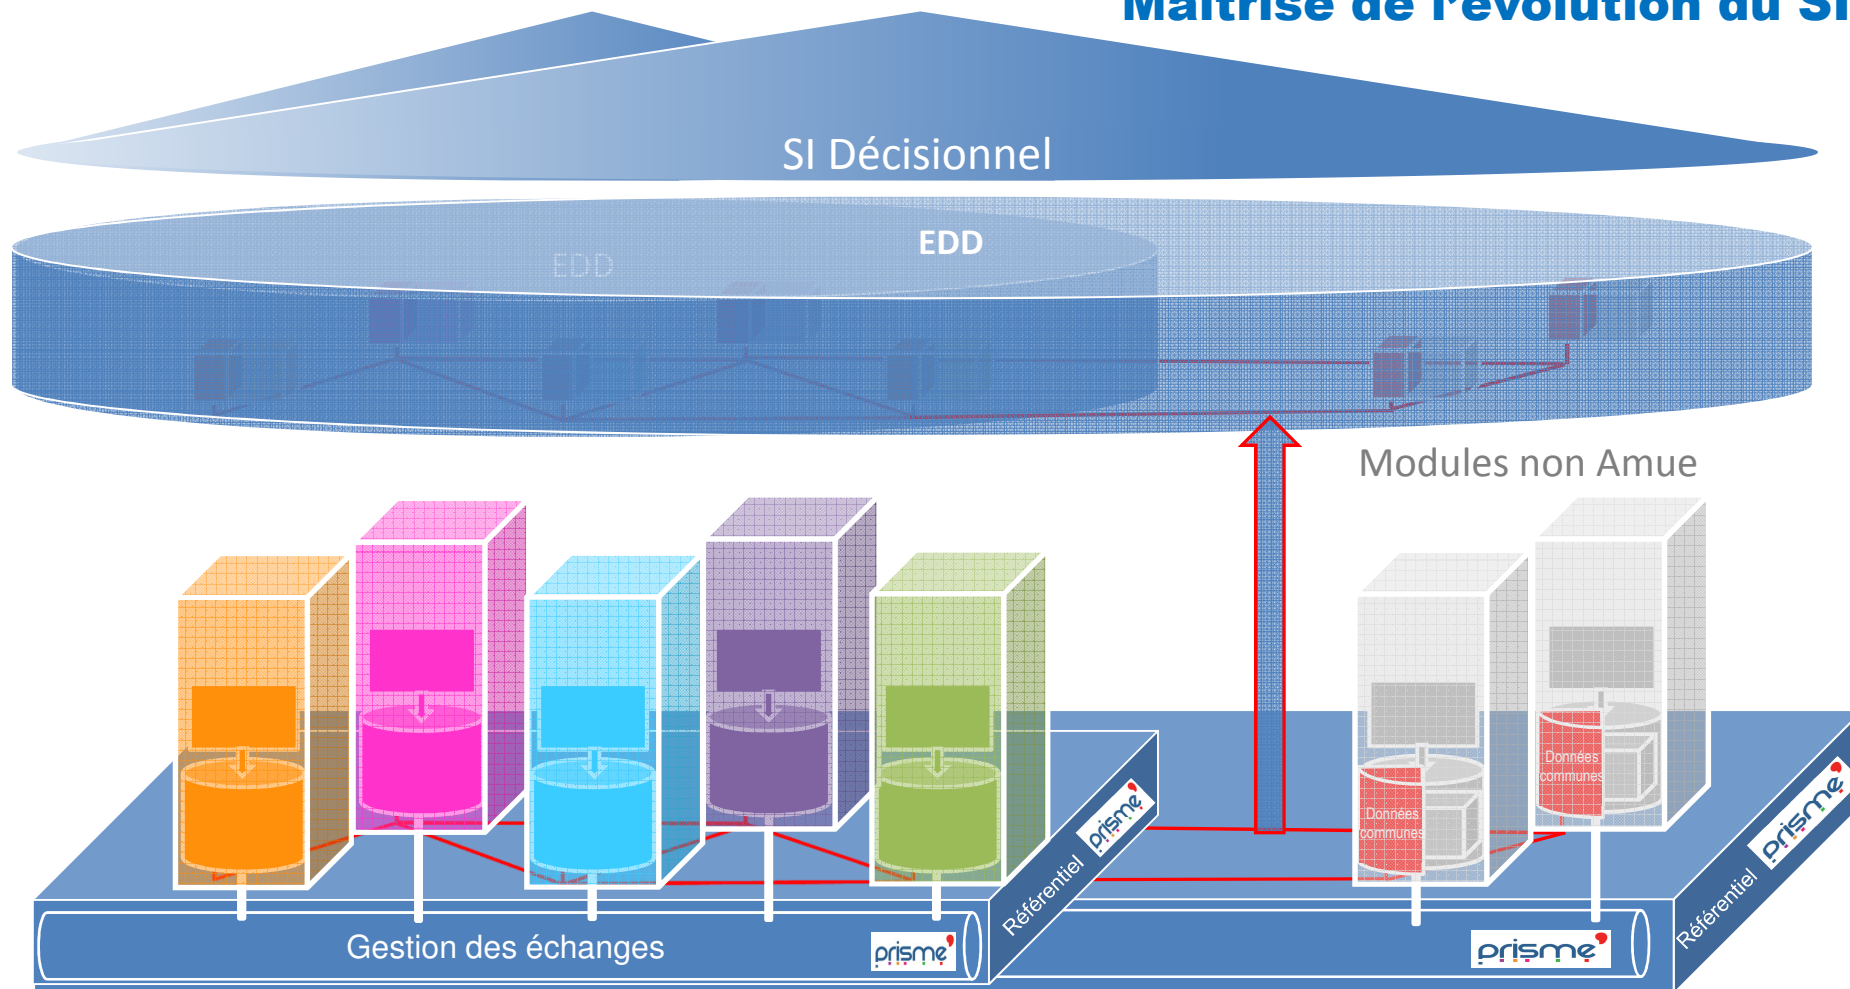 Maîtrise de l'évolution du SI
SI Décisionnel
EDD
EDD
Modules non Amue
Données
communes
Données
communes
Référentiel prisme
Référentiel prisme
Gestion des échanges
prisme
prisme